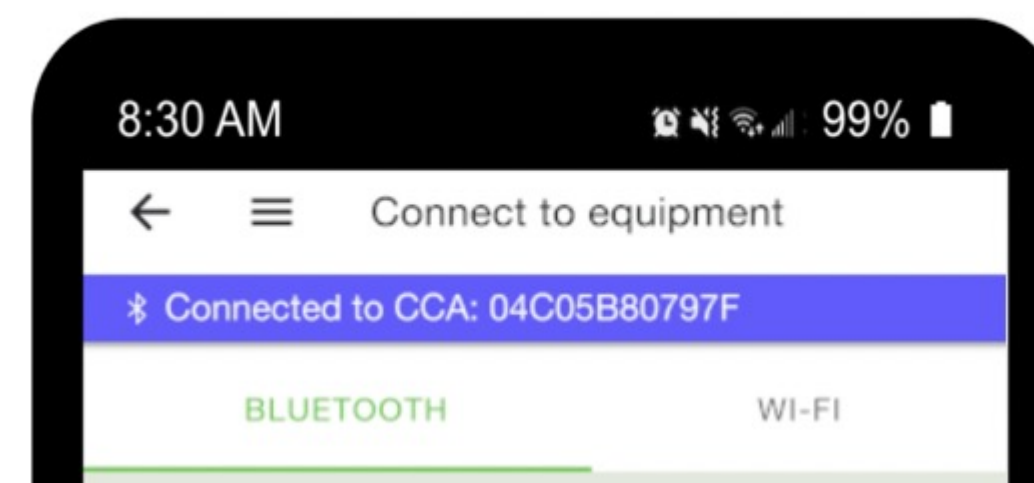 8:30 AM 99%
Connect to equipment
Connected to CCA: 04C05B80797F
BLUETOOTH WI-FI